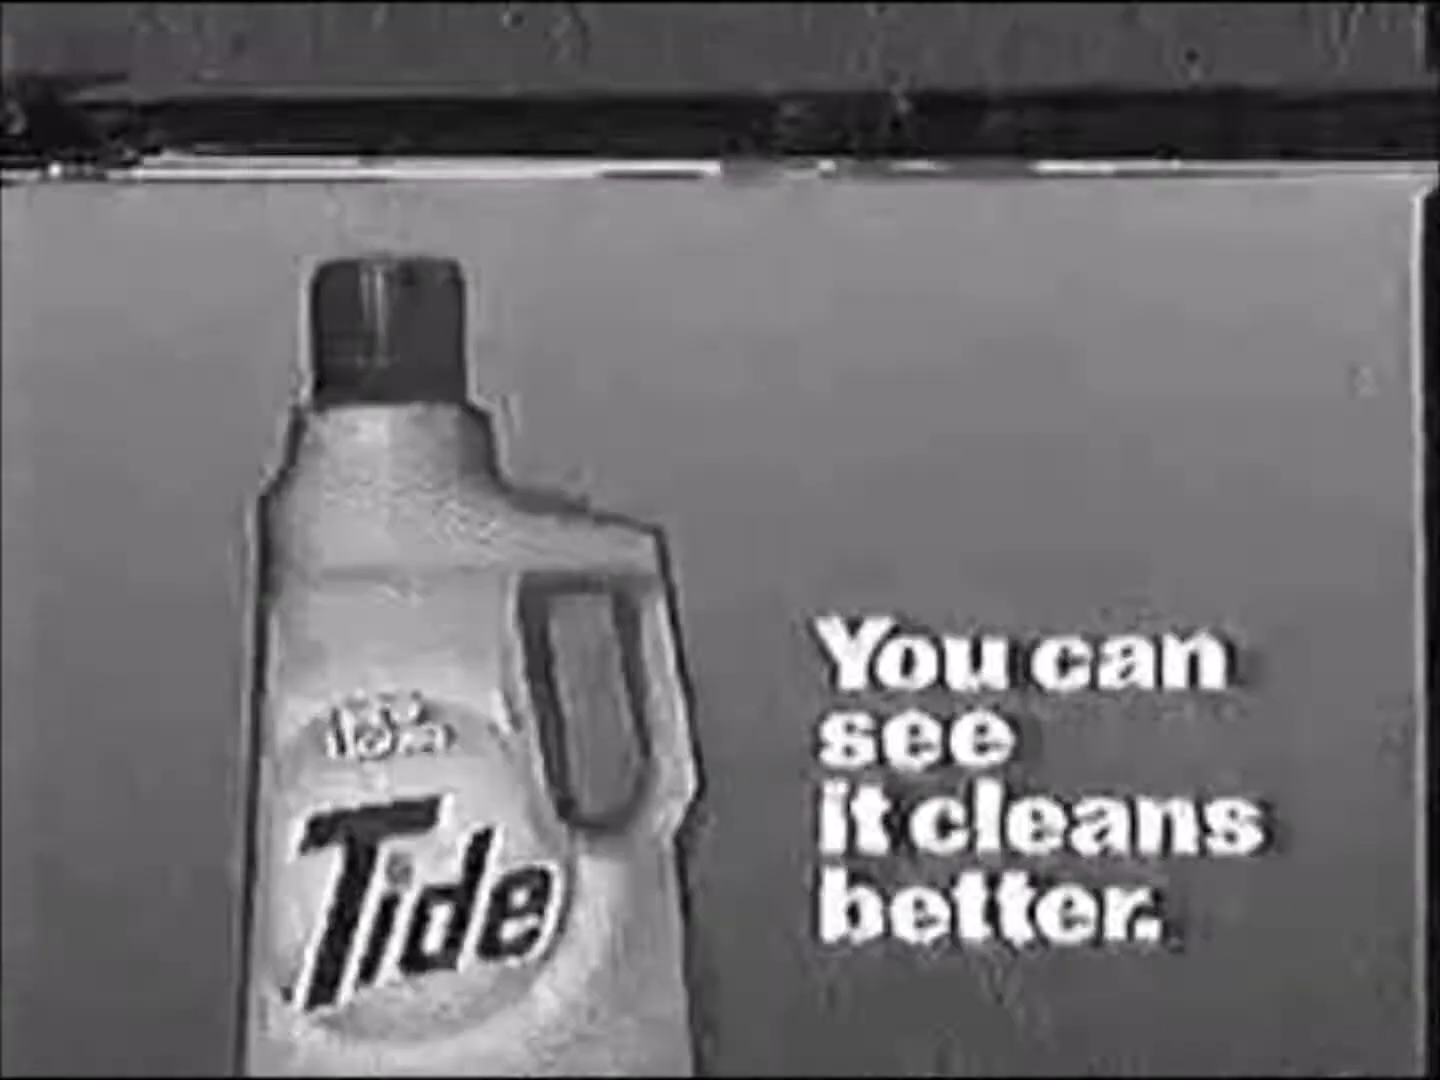 Tide
You can
see
it cleans
better.